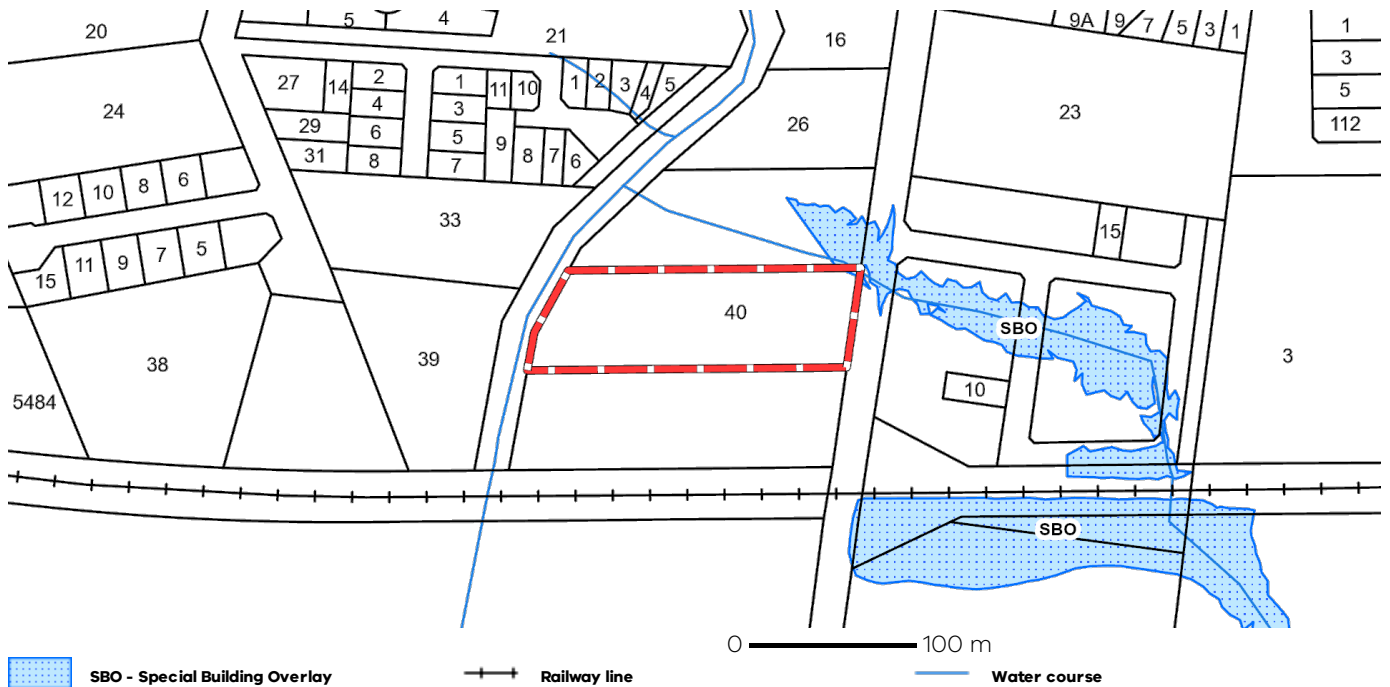 5 4 21 16 9A 9 7 5 3 1 1
20
3
27 14 2 1 11 10 1 2 3 4 5
5
24 4 3 26 23 112
29 6 5
31 8 7 9 8 7 6
12 10 8 6
33 15
15 11 9 7 5
40
SBO
38 39 3
5484 10
SBO
0 100 m
SBO - Special Building Overlay Railway line Water course